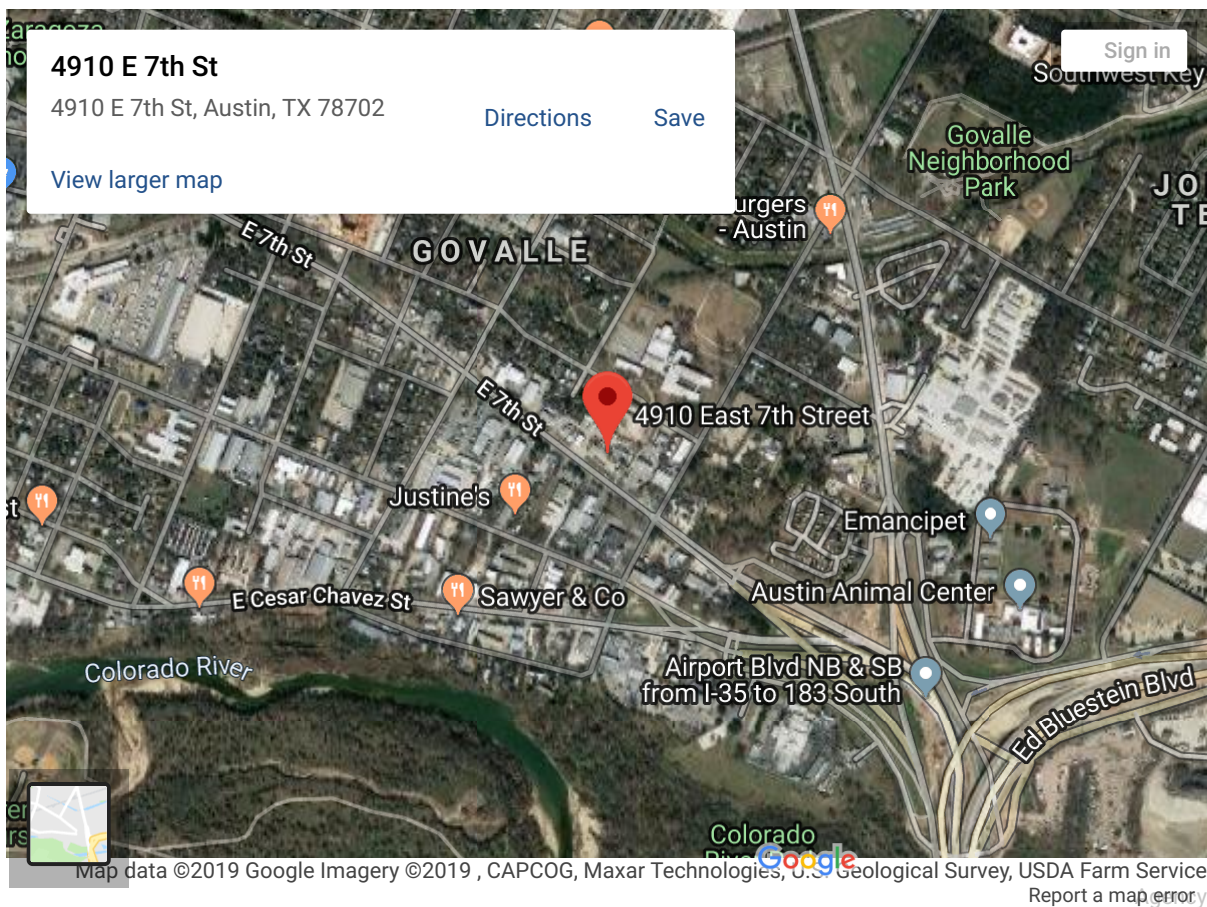 Zaragoza
4910 E 7th St
4910 E 7th St, Austin, TX 78702
Directions
Save
View larger map
Sign in
Southwest Key
Govalle
Neighborhood
Park
- Austin
E 7th St
GOVALLE
E 7th St
4910 East 7th Street
Justine's
Emancipet
Austin Animal Center
E Cesar Chavez St
Sawyer & Co
Colorado River
Airport Blvd NB & SB
from I-35 to 183 South
Ed Bluestein Blvd
Colorado
Google
Map data ©2019 Google Imagery ©2019 , CAPCOG, Maxar Technologies, U.S. Geological Survey, USDA Farm Service
Agency
Report a map error